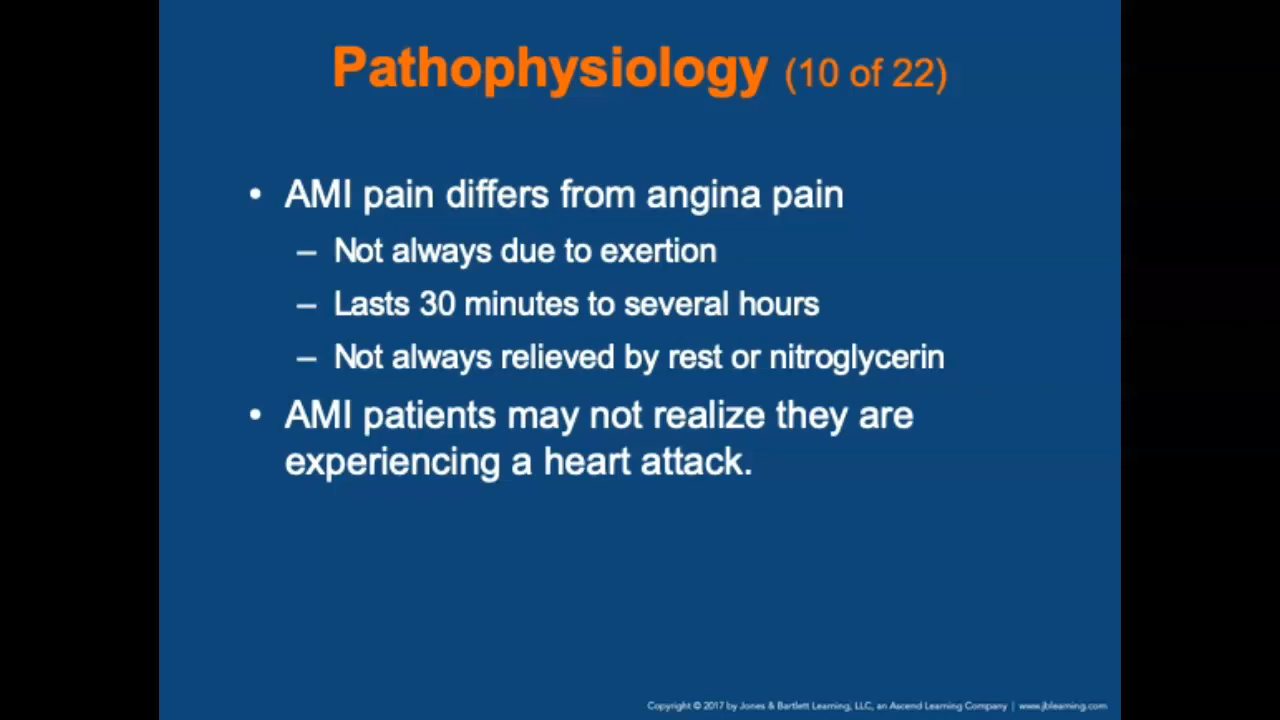 Pathophysiology (10 of 22)
• AMI pain differs from angina pain
– Not always due to exertion
– Lasts 30 minutes to several hours
– Not always relieved by rest or nitroglycerin
• AMI patients may not realize they are
experiencing a heart attack.
Copyright © 2017 by Jones & Bartlett Learning, LLC, an Ascend Learning Company | www.jblearning.com